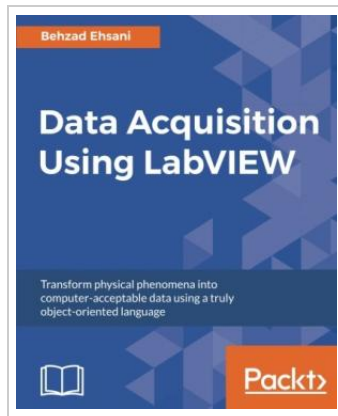 Behzad Ehsani
Data Acquisition
Using LabVIEW
Transform physical phenomena into
computer-acceptable data using a truly
object-oriented language
Packt>